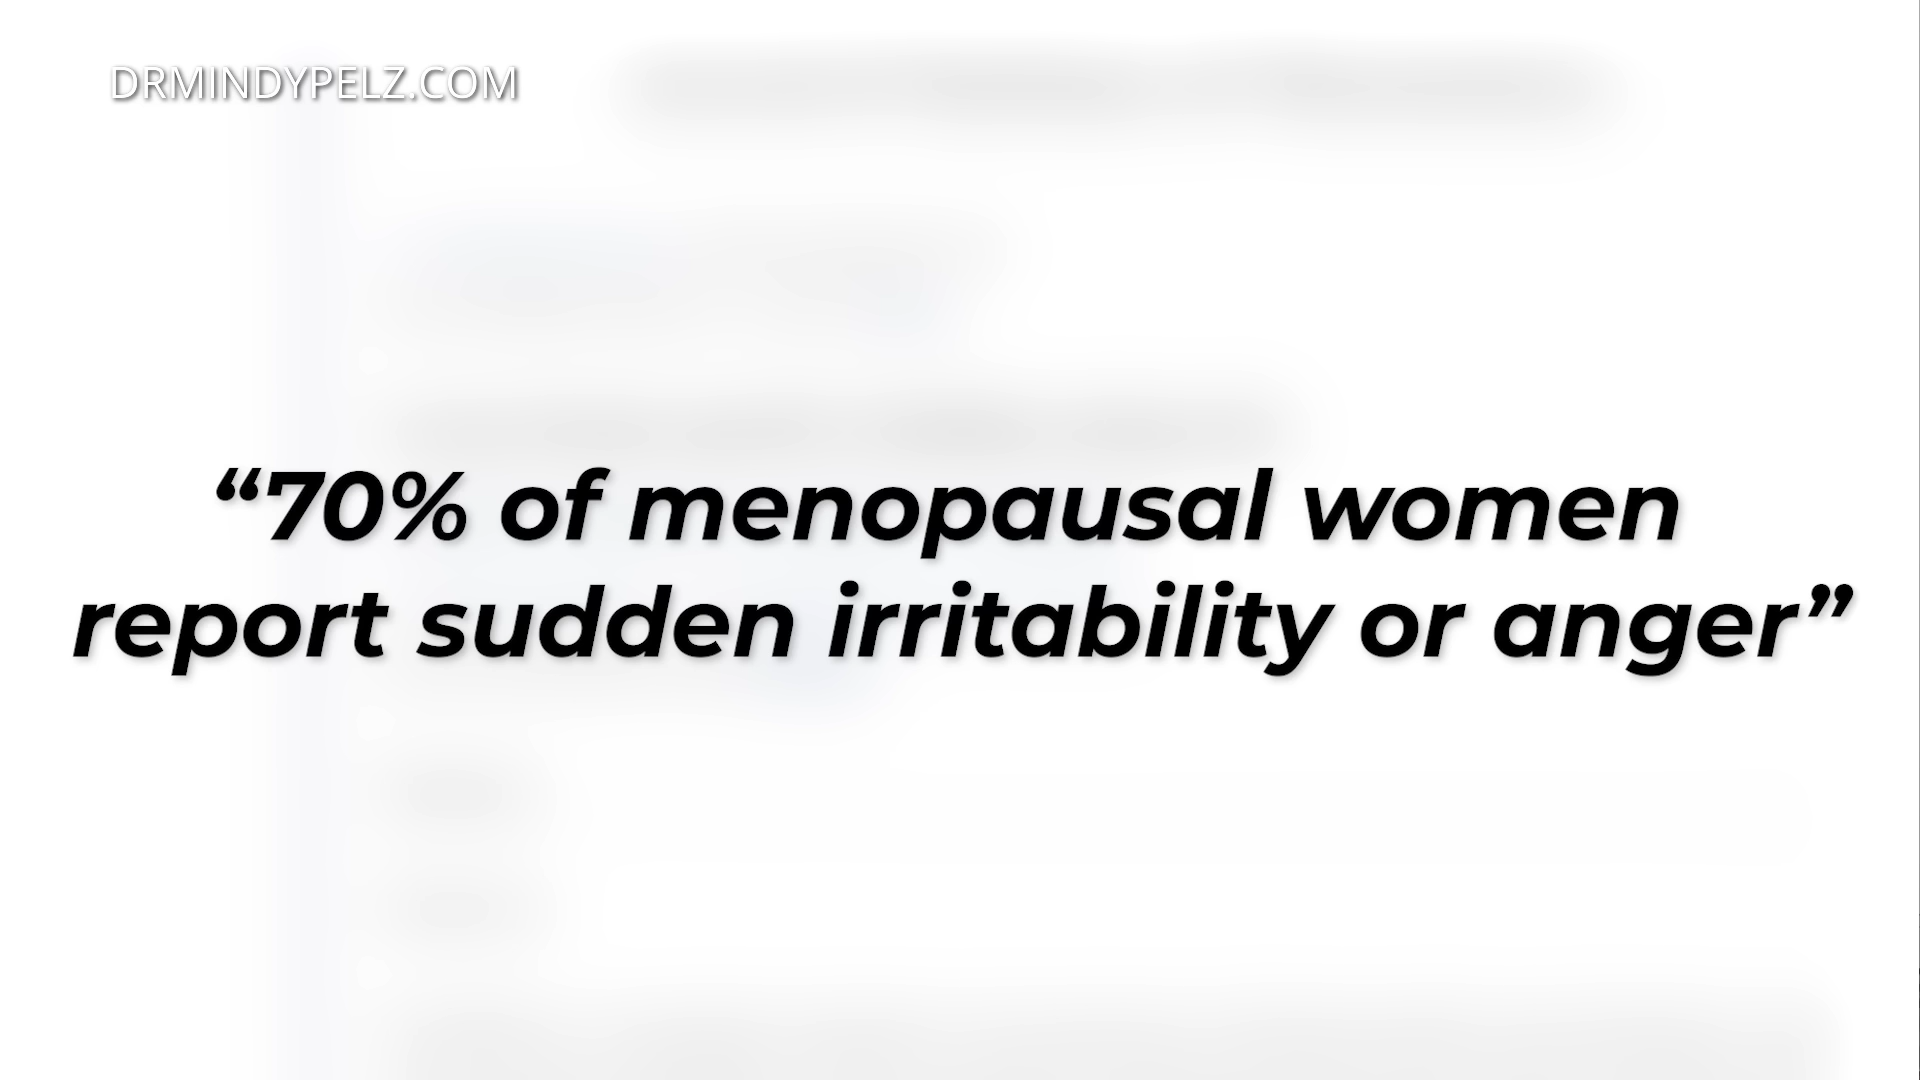 DRMINDYPELZ.COM
“70% of menopausal women
report sudden irritability or anger”